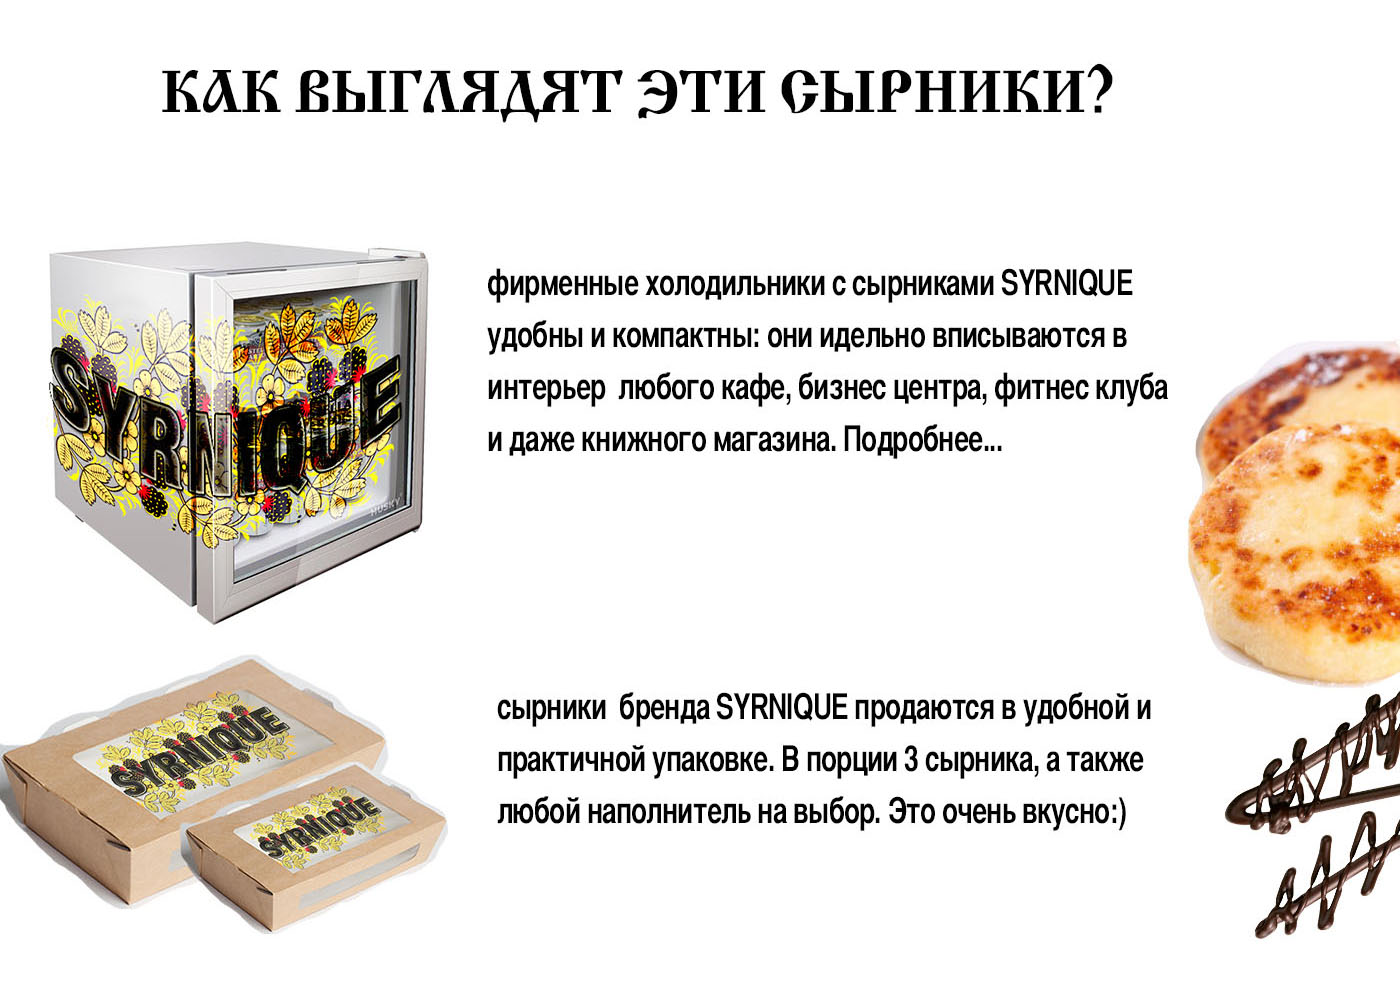 КАК ВЫГЛЯДЯТ ЭТИ СЫРНИКИ?
фирменные холодильники с сырниками SYRNIQUE
удобны и компактны: они идельно вписываются в
интерьер любого кафе, бизнес центра, фитнес клуба
и даже книжного магазина. Подробнее...
SYRNIQUE
HUSKY
сырники бренда SYRNIQUE продаются в удобной и
практичной упаковке. В порции 3 сырника, а также
любой наполнитель на выбор. Это очень вкусно:)
SYRNIQUE
SYRNIQUE